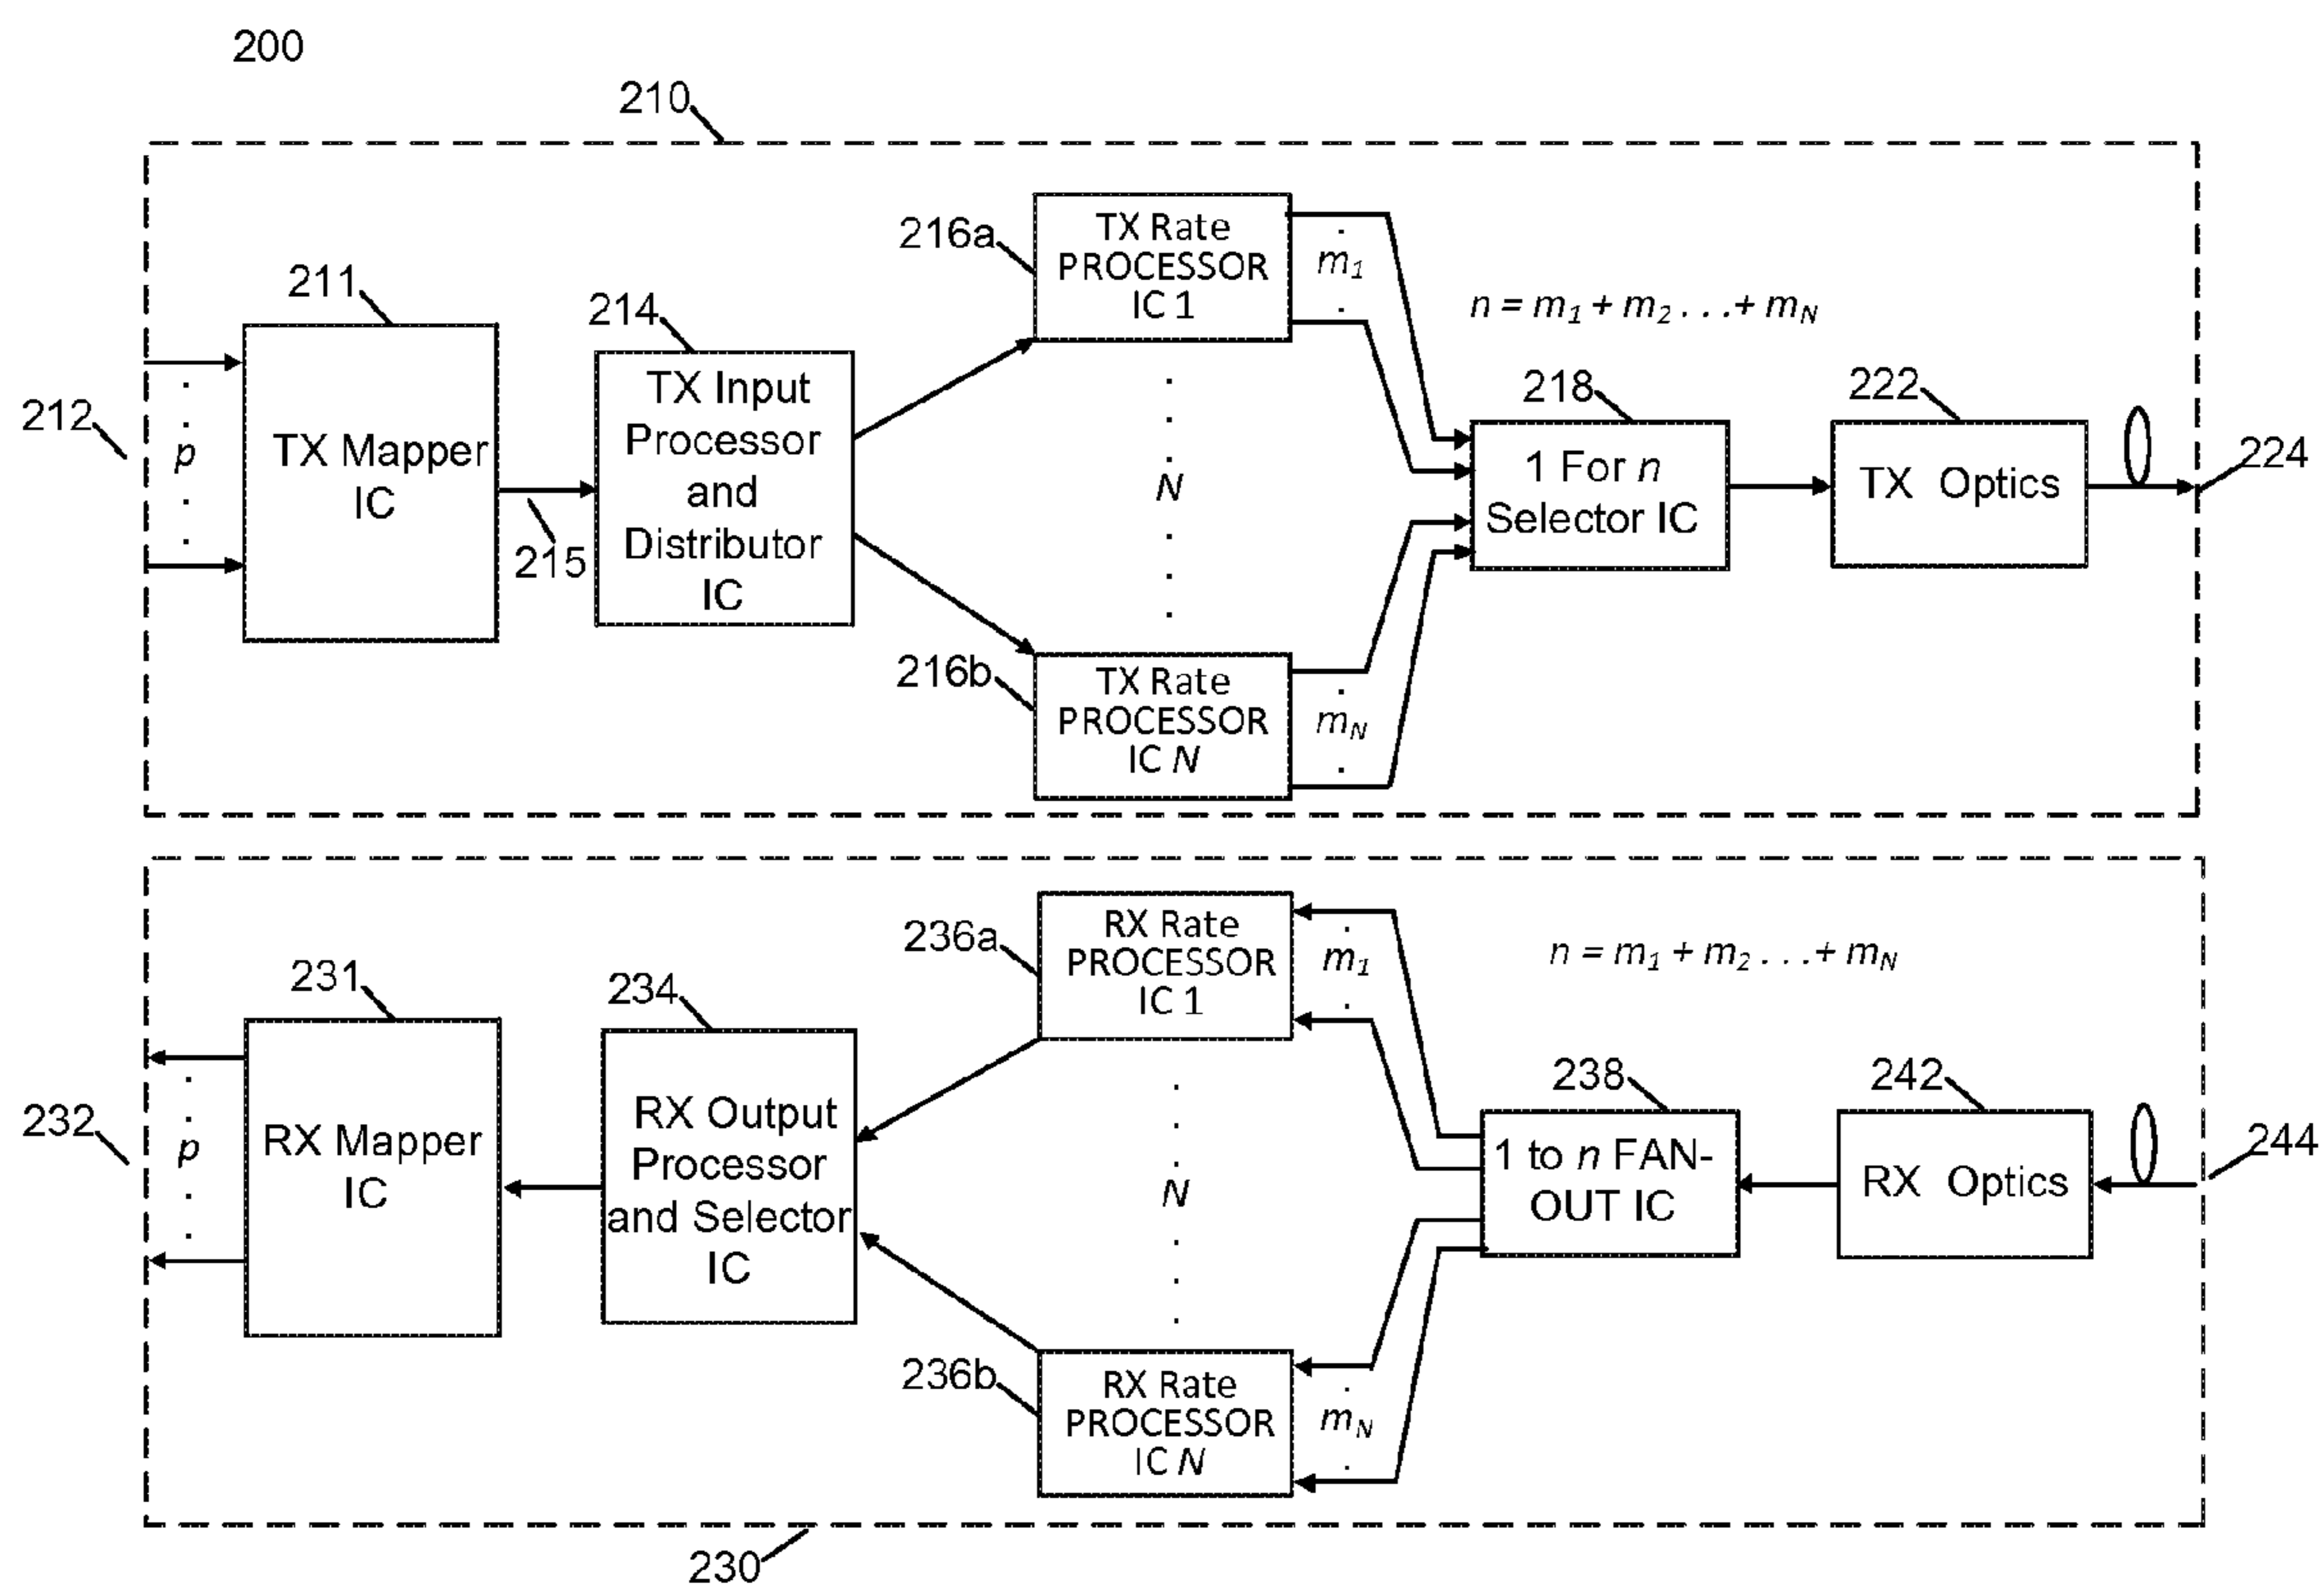 200
210
216a
TX Rate
PROCESSOR
IC 1
m1
n = m1 + m2 . . .+ mN
211
214
212
p
TX Mapper
IC
215
TX Input
Processor
and
Distributor
IC
N
218
1 For n
Selector IC
222
TX Optics
224
216b
TX Rate
PROCESSOR
IC N
mN
236a
RX Rate
PROCESSOR
IC 1
m1
n = m1 + m2 . . .+ mN
231
234
232
p
RX Mapper
IC
RX Output
Processor
and Selector
IC
N
238
1 to n FAN-
OUT IC
242
RX Optics
244
236b
RX Rate
PROCESSOR
IC N
mN
230